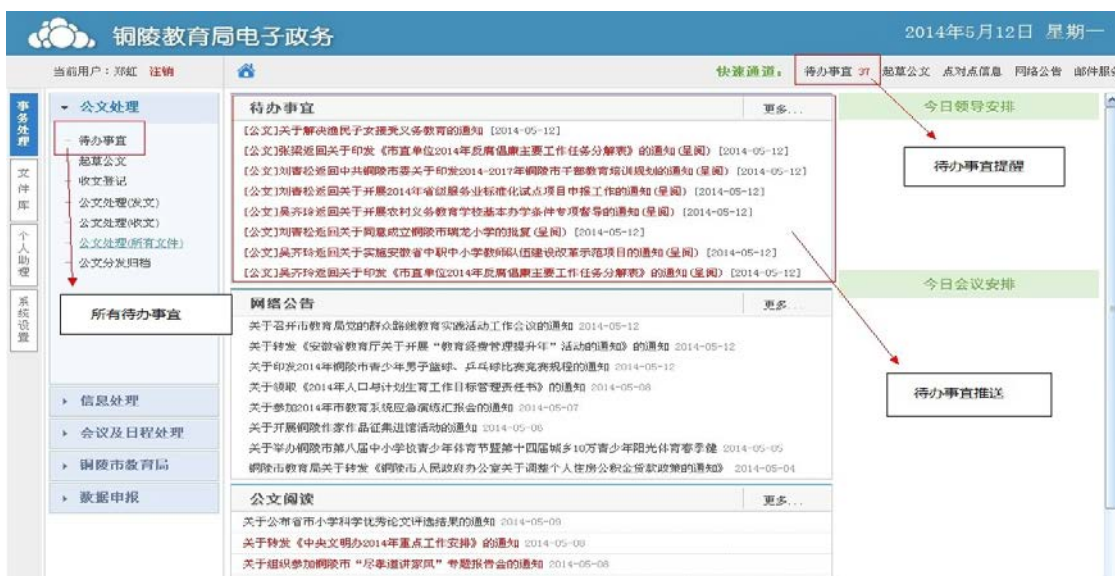 铜陵教育局电子政务
2014年5月12日 星期一
当前用户：郑虹 注销
快速通道：
待办事宜 37 起草公文 点对点信息 网络公告 邮件服务
事务处理
文件库
个人助理
系统设置
公文处理
待办事宜
起草公文
收文登记
公文处理(发文)
公文处理(收文)
公文处理(所有文件)
公文分发归档
所有待办事宜
信息处理
会议及日程处理
铜陵市教育局
数据申报
待办事宜
更多...
[公文]关于解决渔民子女接受义务教育的通知 [2014-05-12]
[公文]张梁返回关于印发《市直单位2014年反腐倡廉主要工作任务分解表》的通知(呈阅) [2014-05-12]
[公文]刘春松返回中共铜陵市委关于印发2014-2017年铜陵市干部教育培训规划的通知(呈阅) [2014-05-12]
[公文]刘春松返回关于开展2014年省级服务业标准化试点项目申报工作的通知(呈阅) [2014-05-12]
[公文]吴齐玲返回关于开展农村义务教育学校基本办学条件专项督导的通知(呈阅) [2014-05-12]
[公文]刘春松返回关于同意成立铜陵市瑞龙小学的批复(呈阅) [2014-05-12]
[公文]吴齐玲返回关于实施安徽省中职中小学教师队伍建设改革示范项目的通知(呈阅) [2014-05-12]
[公文]吴齐玲返回关于印发《市直单位2014年反腐倡廉主要工作任务分解表》的通知(呈阅) [2014-05-12]
网络公告
更多...
关于召开市教育局党的群众路线教育实践活动工作会议的通知 2014-05-12
关于转发《安徽省教育厅关于开展“教育经费管理提升年”活动的通知》的通知 2014-05-12
关于印发2014年铜陵市青少年男子篮球、乒乓球比赛竞赛规程的通知 2014-05-12
关于领取《2014年人口与计划生育工作目标管理责任书》的通知 2014-05-08
关于参加2014年市教育系统应急演练汇报会的通知 2014-05-07
关于开展铜陵作家作品征集进馆活动的通知 2014-05-06
关于举办铜陵市第八届中小学校青少年体育节暨第十四届城乡10万青少年阳光体育春季健 2014-05-05
铜陵市教育局关于转发《铜陵市人民政府办公室关于调整个人住房公积金贷款政策的通知》 2014-05-04
公文阅读
更多...
关于公布省市小学科学优秀论文评选结果的通知 2014-05-09
关于转发《中央文明办2014年重点工作安排》的通知 2014-05-08
关于组织参加铜陵市“尽孝道讲家风”专题报告会的通知 2014-05-08
今日领导安排
待办事宜提醒
今日会议安排
待办事宜推送